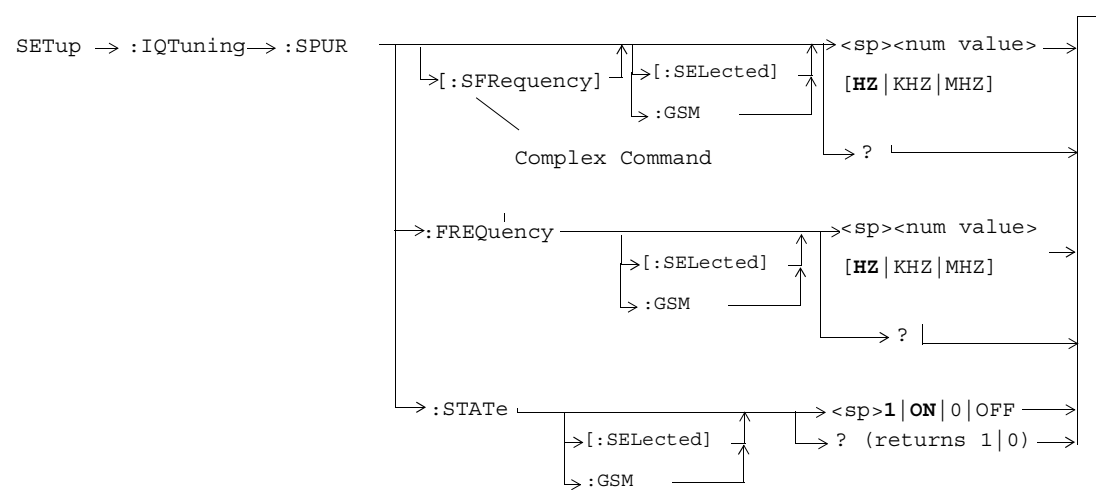 SETup :IQTuning :SPUR <sp><num value>
[:SFRequency] [:SELected] [HZ|KHZ|MHZ]
:GSM
Complex Command ?
:FREQuency <sp><num value>
[:SELected] [HZ|KHZ|MHZ]
:GSM
?
:STATe <sp>1|ON|0|OFF
[:SELected] ? (returns 1|0)
:GSM